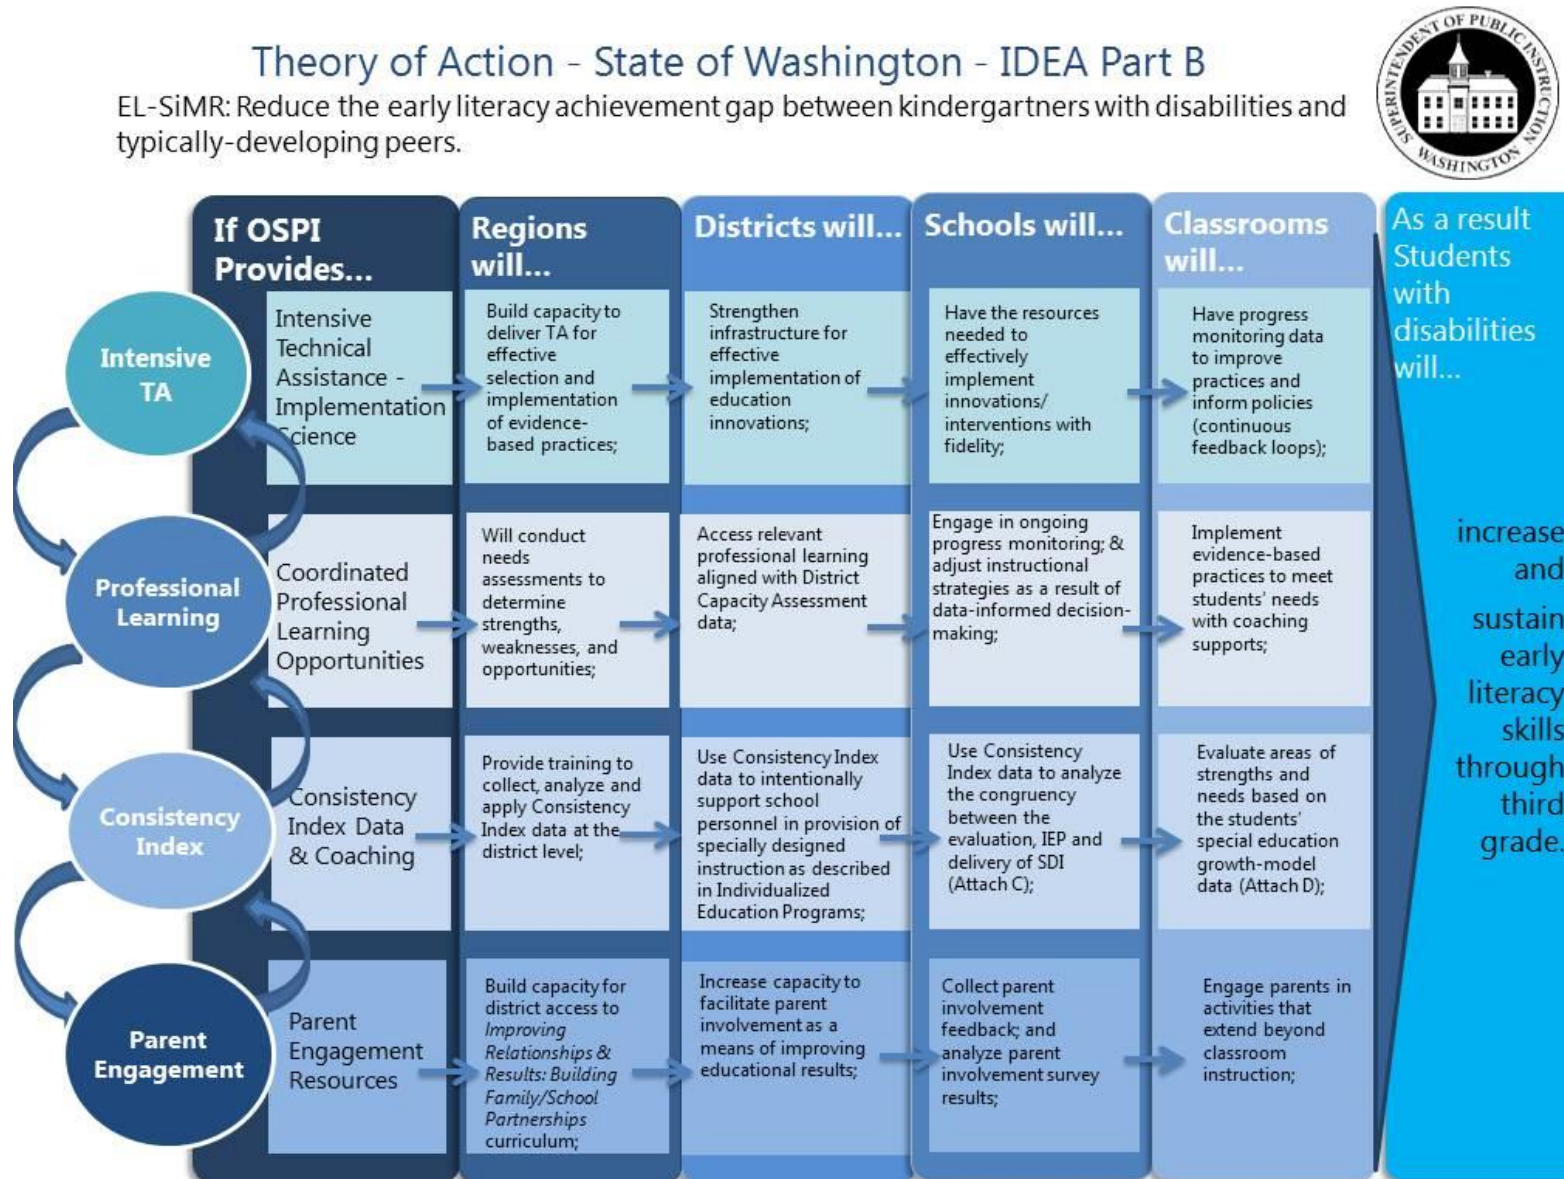 Theory of Action - State of Washington - IDEA Part B
EL-SiMR: Reduce the early literacy achievement gap between kindergartners with disabilities and
typically-developing peers.
SUPERINTENDENT OF PUBLIC INSTRUCTION
WASHINGTON
If OSPI
Provides...
Regions
will...
Districts will...
Schools will...
Classrooms
will...
As a result
Students
with
disabilities
will...
Intensive
TA
Intensive
Technical
Assistance -
Implementation
Science
Build capacity to
deliver TA for
effective
selection and
implementation
of evidence-
based practices;
Strengthen
infrastructure for
effective
implementation of
education
innovations;
Have the resources
needed to
effectively
implement
innovations/
interventions with
fidelity;
Have progress
monitoring data
to improve
practices and
inform policies
(continuous
feedback loops);
Professional
Learning
Coordinated
Professional
Learning
Opportunities
Will conduct
needs
assessments to
determine
strengths,
weaknesses, and
opportunities;
Access relevant
professional learning
aligned with District
Capacity Assessment
data;
Engage in ongoing
progress monitoring; &
adjust instructional
strategies as a result of
data-informed decision-
making;
Implement
evidence-based
practices to meet
students' needs
with coaching
supports;
Consistency
Index
Consistency
Index Data
& Coaching
Provide training to
collect, analyze and
apply Consistency
Index data at the
district level;
Use Consistency Index
data to intentionally
support school
personnel in provision of
specially designed
instruction as described
in Individualized
Education Programs;
Use Consistency
Index data to analyze
the congruency
between the
evaluation, IEP and
delivery of SDI
(Attach C);
Evaluate areas of
strengths and
needs based on
the students'
special education
growth-model
data (Attach D);
Parent
Engagement
Parent
Engagement
Resources
Build capacity for
district access to
Improving
Relationships &
Results: Building
Family/School
Partnerships
curriculum;
Increase capacity to
facilitate parent
involvement as a
means of improving
educational results;
Collect parent
involvement
feedback; and
analyze parent
involvement survey
results;
Engage parents in
activities that
extend beyond
classroom
instruction;
increase
and
sustain
early
literacy
skills
through
third
grade.